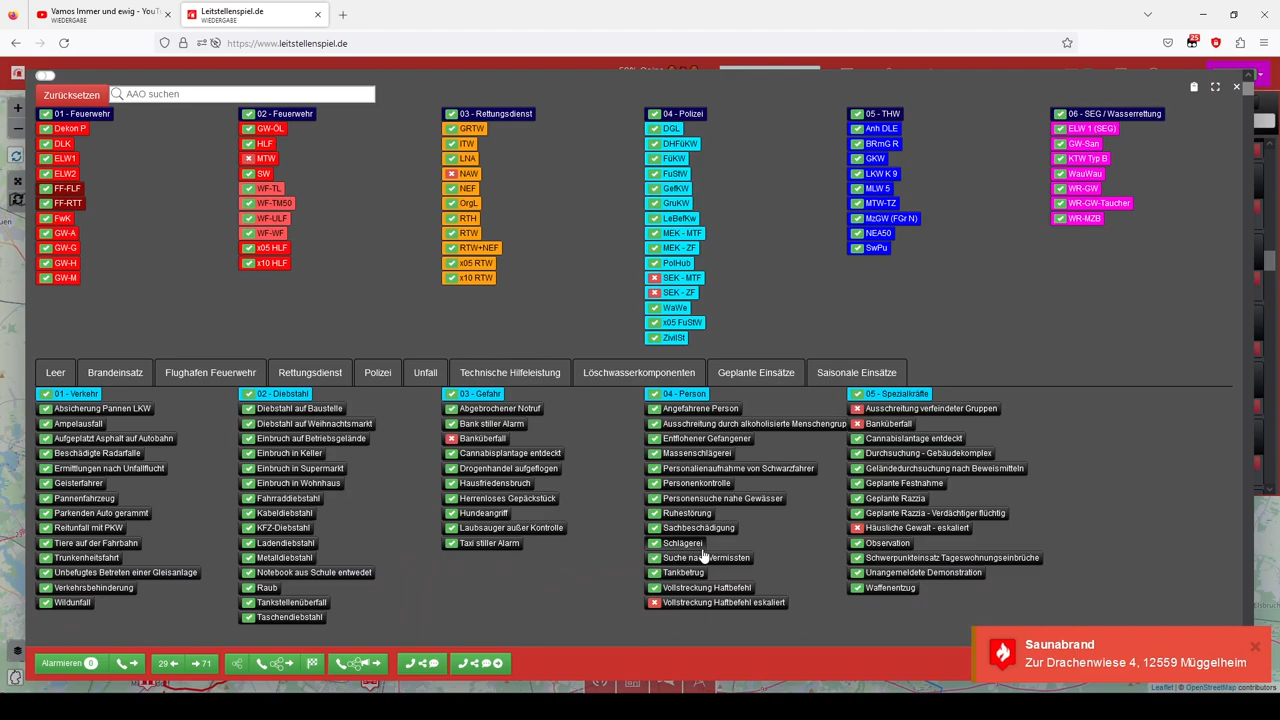 Vamos Immer und ewig - YouT
WIEDERGABE
Leitstellenspiel.de
WIEDERGABE
https://www.leitstellenspiel.de
25
Zurücksetzen
AAO suchen
01 - Feuerwehr
Dekon P
DLK
ELW1
ELW2
FF-FLF
FF-RTT
FwK
GW-A
GW-G
GW-H
GW-M
02 - Feuerwehr
GW-ÖL
HLF
MTW
SW
WF-TL
WF-TM50
WF-ULF
WF-WF
x05 HLF
x10 HLF
03 - Rettungsdienst
GRTW
ITW
LNA
NAW
NEF
OrgL
RTH
RTW
RTW+NEF
x05 RTW
x10 RTW
04 - Polizei
DGL
DHFüKW
FüKW
FuStW
GefKW
GruKW
LeBefKw
MEK - MTF
MEK - ZF
PolHub
SEK - MTF
SEK - ZF
WaWe
x05 FuStW
ZivilSt
05 - THW
Anh DLE
BRmG R
GKW
LKW K 9
MLW 5
MTW-TZ
MzGW (FGr N)
NEA50
SwPu
06 - SEG / Wasserrettung
ELW 1 (SEG)
GW-San
KTW Typ B
WauWau
WR-GW
WR-GW-Taucher
WR-MZB
Leer
Brandeinsatz
Flughafen Feuerwehr
Rettungsdienst
Polizei
Unfall
Technische Hilfeleistung
Löschwasserkomponenten
Geplante Einsätze
Saisonale Einsätze
01 - Verkehr
Absicherung Pannen LKW
Ampelausfall
Aufgeplatzt Asphalt auf Autobahn
Beschädigte Radarfalle
Ermittlungen nach Unfallflucht
Geisterfahrer
Pannenfahrzeug
Parkenden Auto gerammt
Reitunfall mit PKW
Tiere auf der Fahrbahn
Trunkenheitsfahrt
Unbefugtes Betreten einer Gleisanlage
Verkehrsbehinderung
Wildunfall
02 - Diebstahl
Diebstahl auf Baustelle
Diebstahl auf Weihnachtsmarkt
Einbruch auf Betriebsgelände
Einbruch in Keller
Einbruch in Supermarkt
Einbruch in Wohnhaus
Fahrraddiebstahl
Kabeldiebstahl
KFZ-Diebstahl
Ladendiebstahl
Metalldiebstahl
Notebook aus Schule entwedet
Raub
Tankstellenüberfall
Taschendiebstahl
03 - Gefahr
Abgebrochener Notruf
Bank stiller Alarm
Banküberfall
Cannabisplantage entdeckt
Drogenhandel aufgeflogen
Hausfriedensbruch
Herrenloses Gepäckstück
Hundeangriff
Laubsauger außer Kontrolle
Taxi stiller Alarm
04 - Person
Angefahrene Person
Ausschreitung durch alkoholisierte Menschengrup
Entflohener Gefangener
Massenschlägerei
Personalienaufnahme von Schwarzfahrer
Personenkontrolle
Personensuche nahe Gewässer
Ruhestörung
Sachbeschädigung
Schlägerei
Suche nach Vermissten
Tankbetrug
Vollstreckung Haftbefehl
Vollstreckung Haftbefehl eskaliert
05 - Spezialkräfte
Ausschreitung verfeindeter Gruppen
Banküberfall
Cannabislantage entdeckt
Durchsuchung - Gebäudekomplex
Geländedurchsuchung nach Beweismitteln
Geplante Festnahme
Geplante Razzia
Geplante Razzia - Verdächtiger flüchtig
Häusliche Gewalt - eskaliert
Observation
Schwerpunkteinsatz Tageswohnungseinbrüche
Unangemeldete Demonstration
Waffenentzug
Alarmieren 0
29
71
Saunabrand
Zur Drachenwiese 4, 12559 Müggelheim
Leaflet | © OpenStreetMap contributors